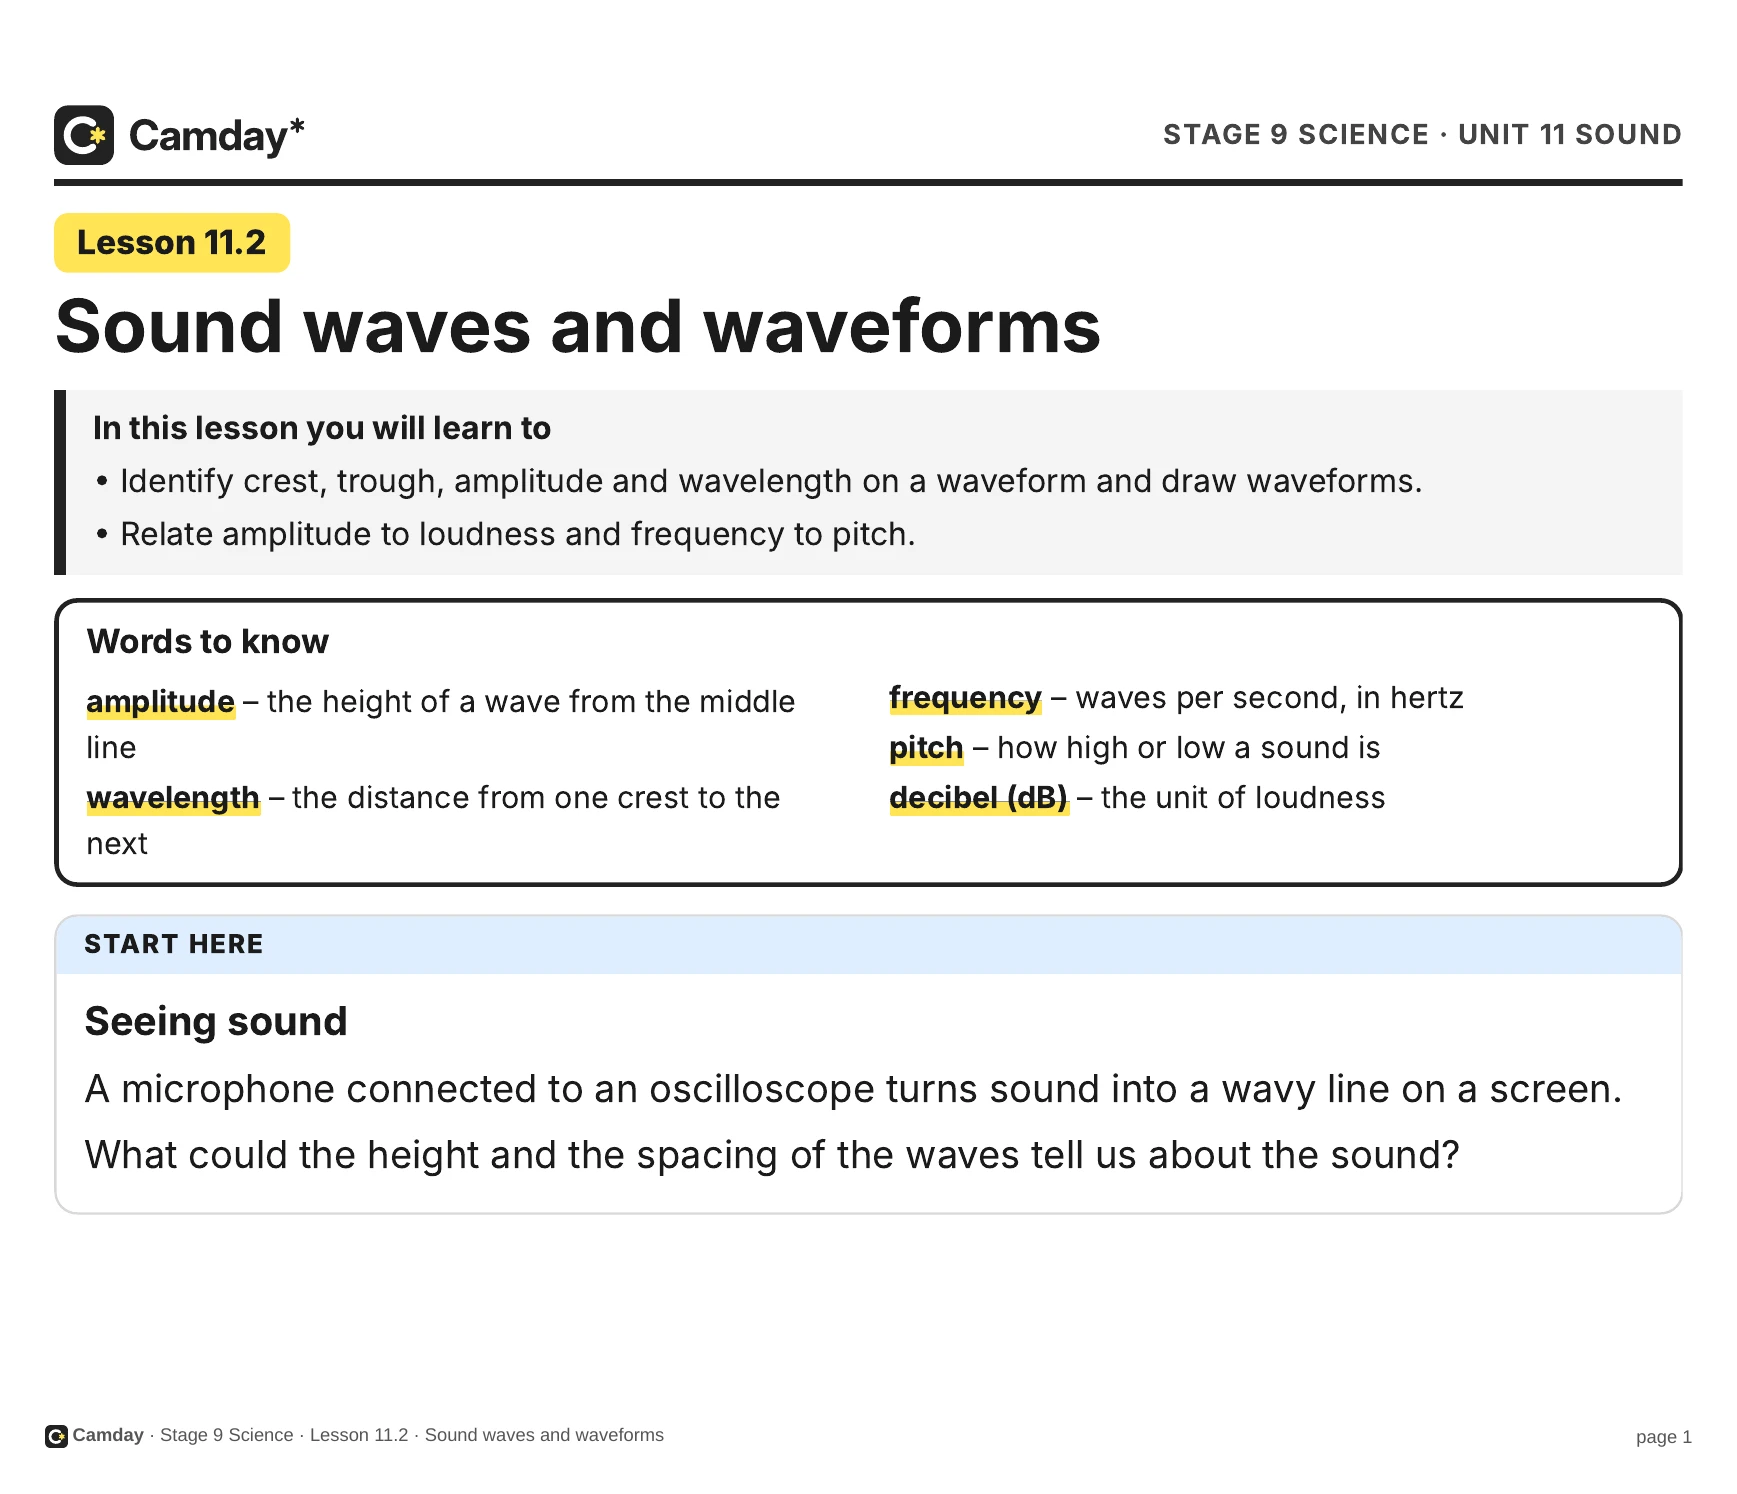 Camday*
STAGE 9 SCIENCE · UNIT 11 SOUND
Lesson 11.2
Sound waves and waveforms
In this lesson you will learn to
• Identify crest, trough, amplitude and wavelength on a waveform and draw waveforms.
• Relate amplitude to loudness and frequency to pitch.
Words to know
amplitude – the height of a wave from the middle
line
wavelength – the distance from one crest to the
next
frequency – waves per second, in hertz
pitch – how high or low a sound is
decibel (dB) – the unit of loudness
START HERE
Seeing sound
A microphone connected to an oscilloscope turns sound into a wavy line on a screen.
What could the height and the spacing of the waves tell us about the sound?
Camday · Stage 9 Science · Lesson 11.2 · Sound waves and waveforms
page 1